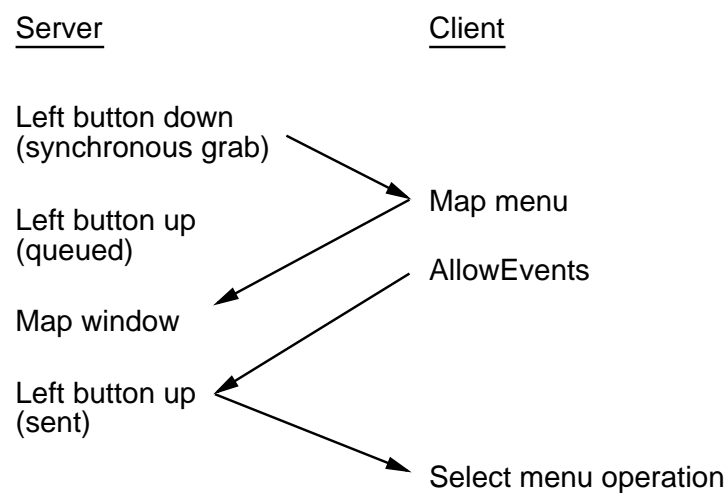 Server
Client
Left button down
(synchronous grab)
Map menu
Left button up
(queued)
AllowEvents
Map window
Left button up
(sent)
Select menu operation